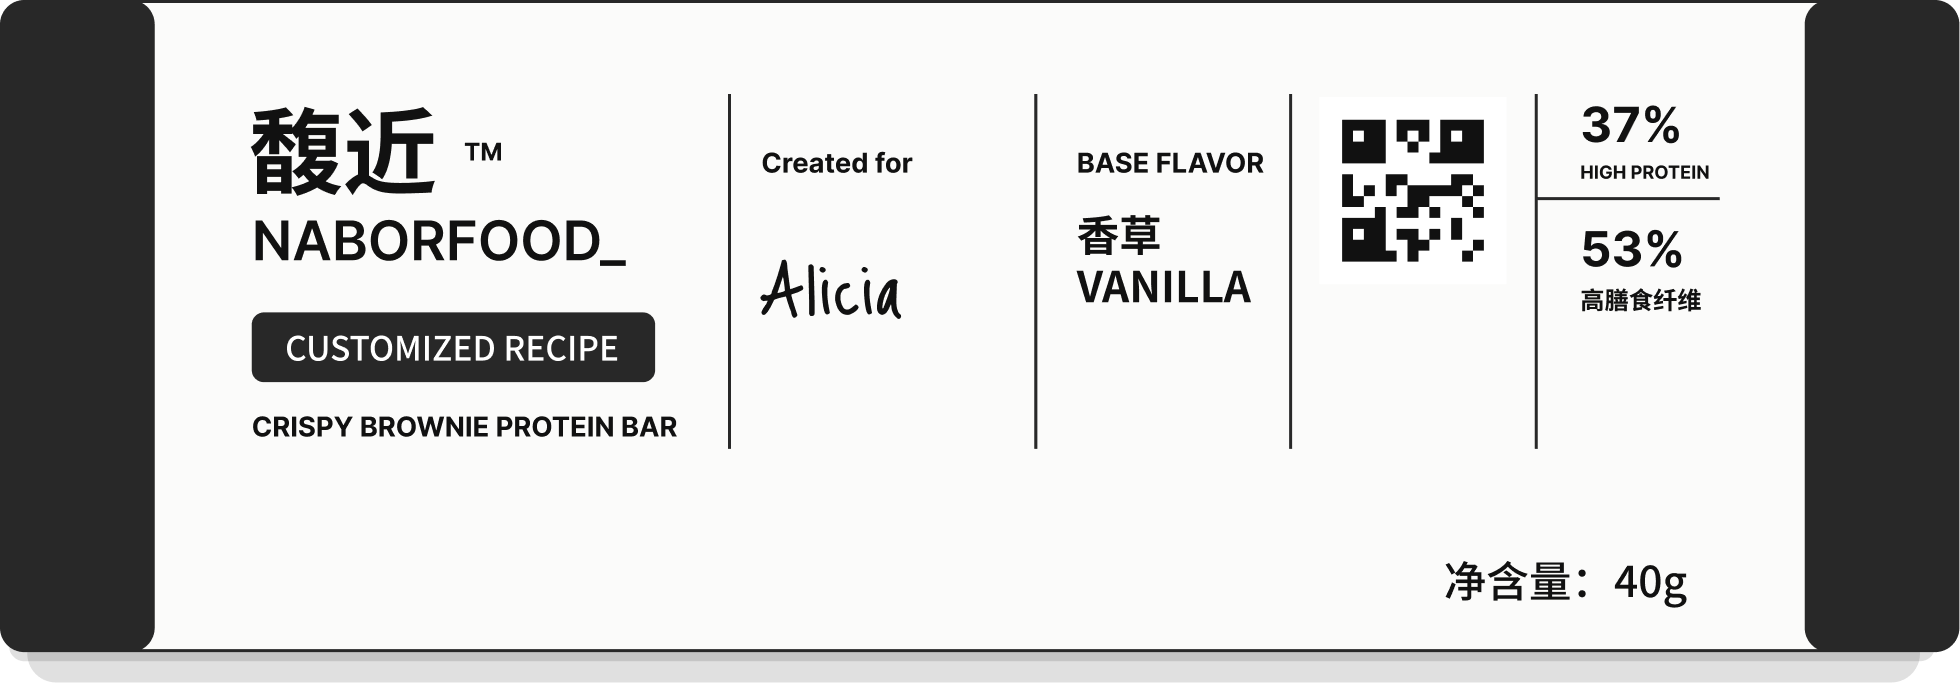 馥近 ™
NABORFOOD_
CUSTOMIZED RECIPE
CRISPY BROWNIE PROTEIN BAR
Created for
Alicia
BASE FLAVOR
香草
VANILLA
37%
HIGH PROTEIN
53%
高膳食纤维
净含量：40g